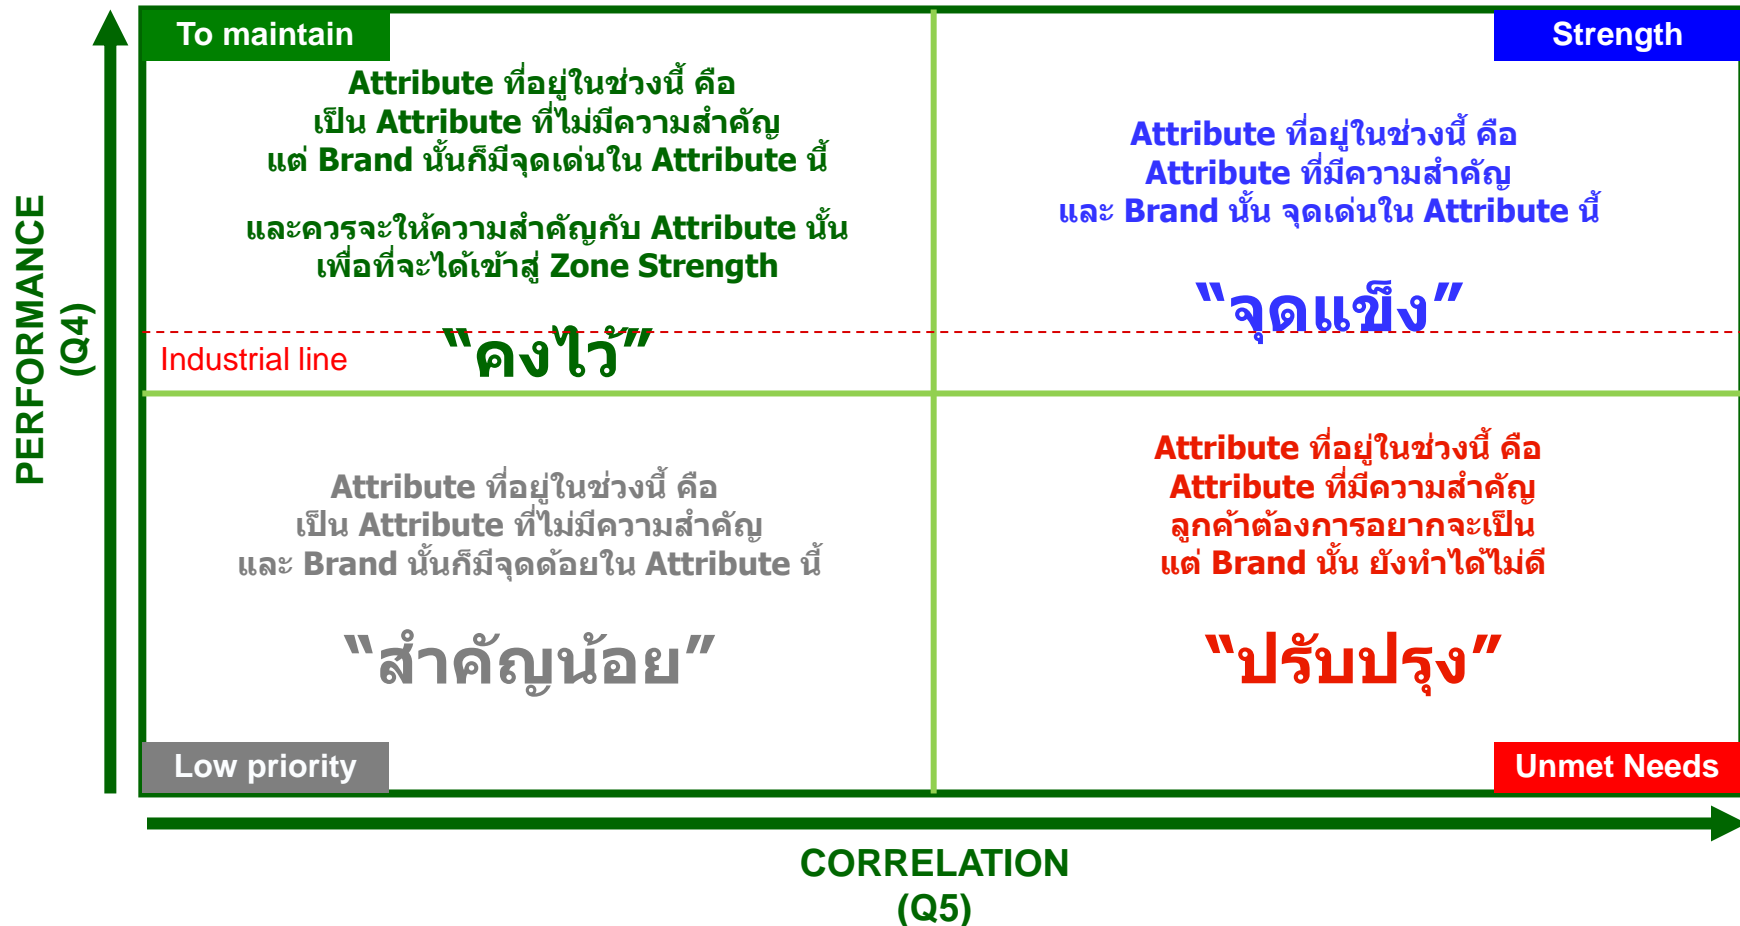 To maintain
Attribute ที่อยู่ในช่วงนี้ คือ
เป็น Attribute ที่ไม่มีความสำคัญ
แต่ Brand นั้นก็มีจุดเด่นใน Attribute นี้
และควรจะให้ความสำคัญกับ Attribute นั้น
เพื่อที่จะได้เข้าสู่ Zone Strength
“คงไว้”
Industrial line
Strength
Attribute ที่อยู่ในช่วงนี้ คือ
Attribute ที่มีความสำคัญ
และ Brand นั้น จุดเด่นใน Attribute นี้
“จุดแข็ง”
PERFORMANCE
(Q4)
Attribute ที่อยู่ในช่วงนี้ คือ
เป็น Attribute ที่ไม่มีความสำคัญ
และ Brand นั้นก็มีจุดด้อยใน Attribute นี้
“สำคัญน้อย”
Low priority
Attribute ที่อยู่ในช่วงนี้ คือ
Attribute ที่มีความสำคัญ
ลูกค้าต้องการอยากจะเป็น
แต่ Brand นั้น ยังทำได้ไม่ดี
“ปรับปรุง”
Unmet Needs
CORRELATION
(Q5)